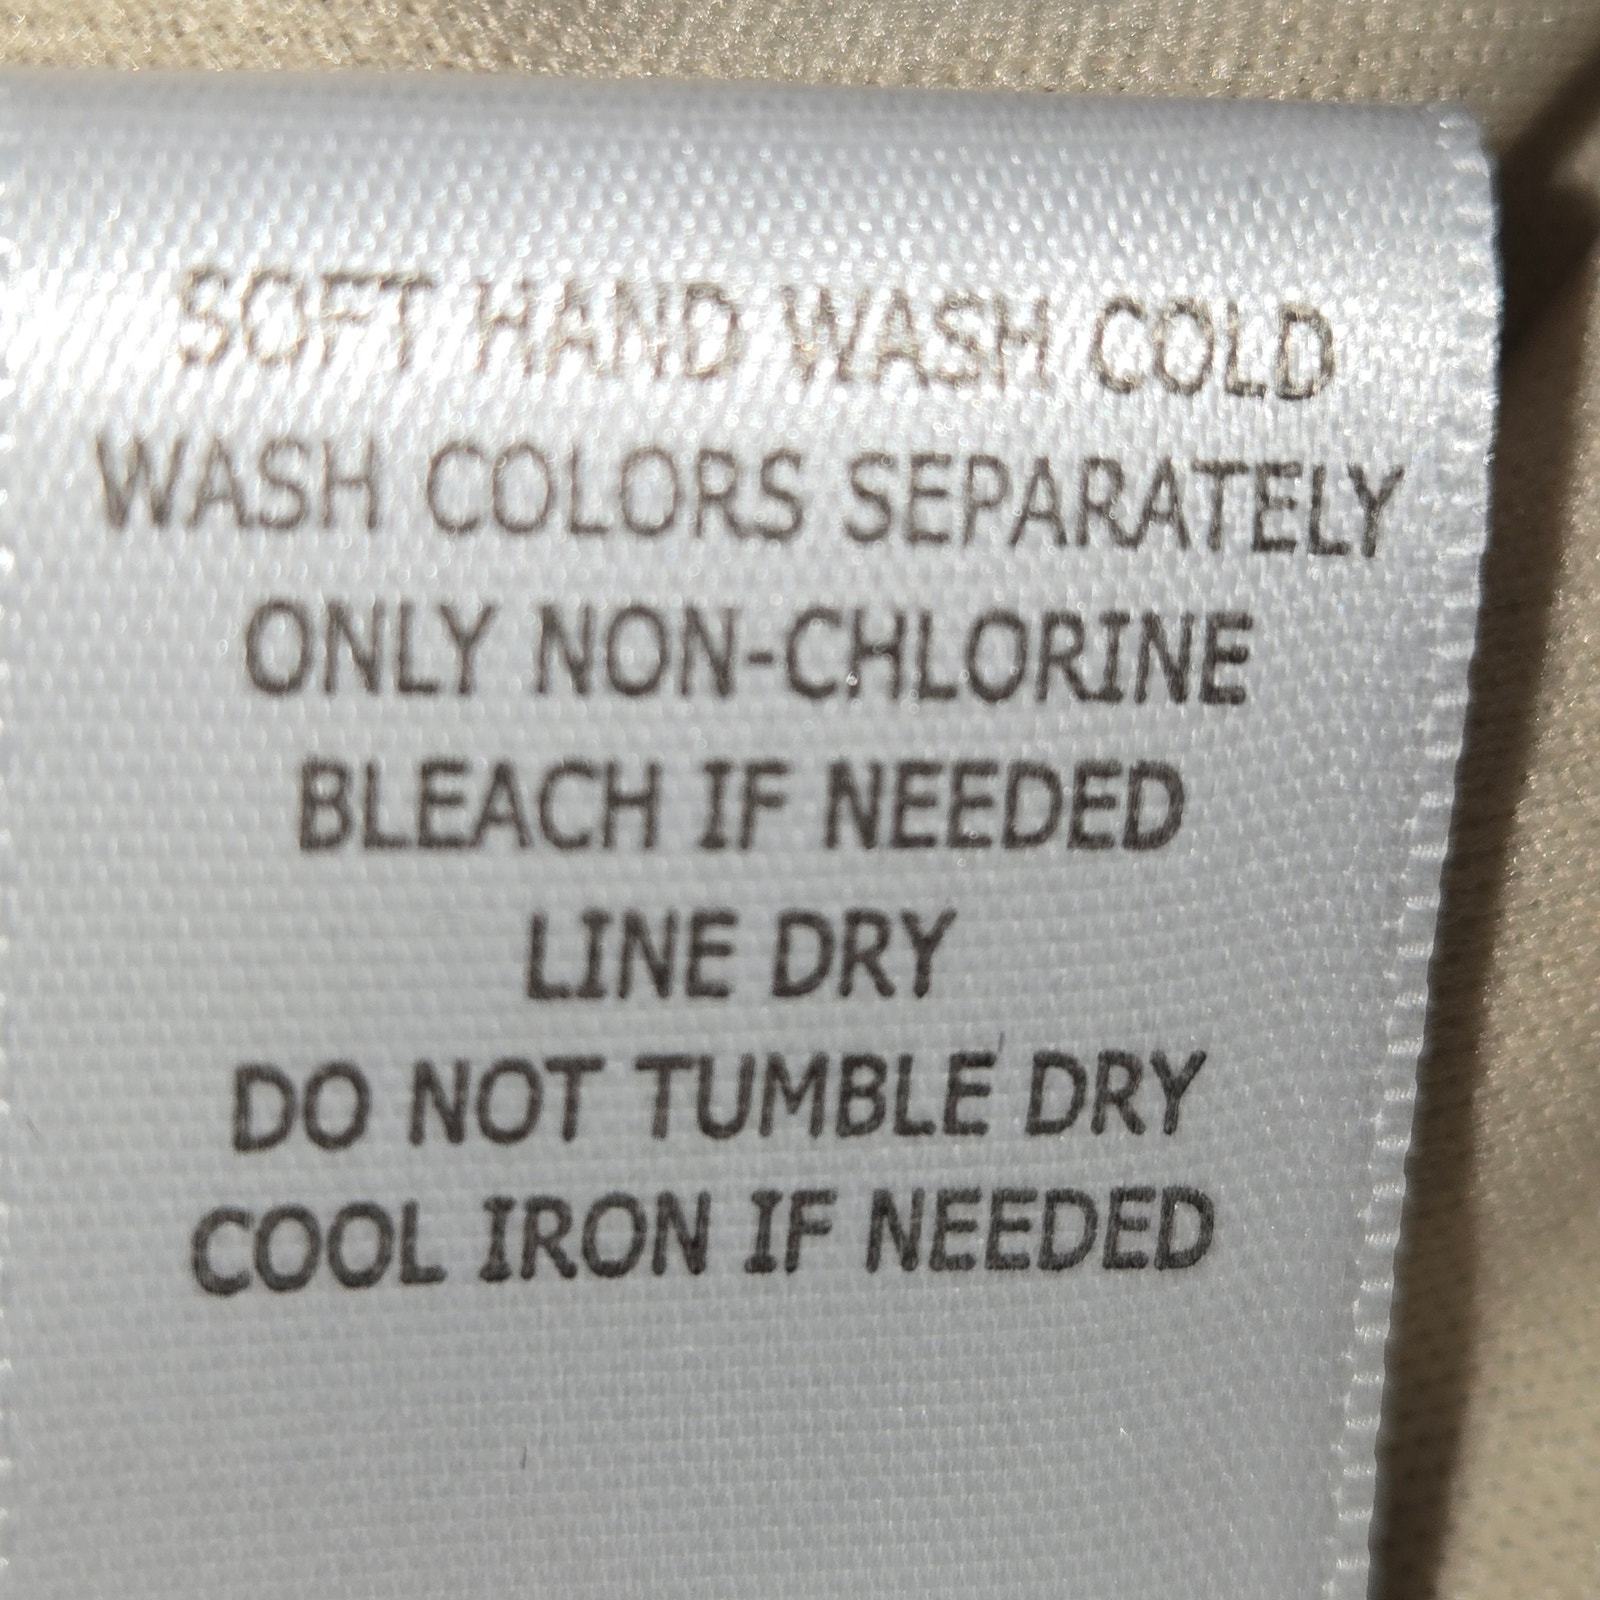 SOFT HAND WASH COLD
WASH COLORS SEPARATELY
ONLY NON-CHLORINE
BLEACH IF NEEDED
LINE DRY
DO NOT TUMBLE DRY
COOL IRON IF NEEDED